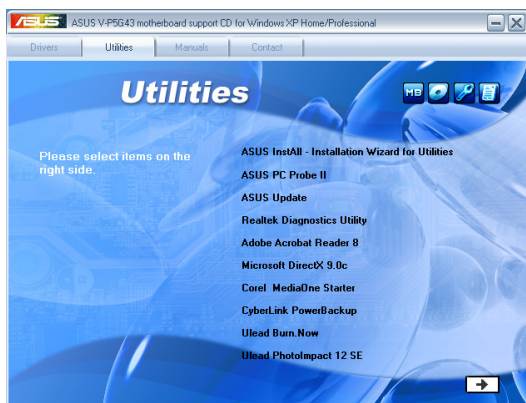 ASUS ASUS V-P5G43 motherboard support CD for Windows XP Home/Professional
Drivers Utilities Manuals Contact
Utilities
MB
Please select items on the
right side.
ASUS InstAll - Installation Wizard for Utilities
ASUS PC Probe II
ASUS Update
Realtek Diagnostics Utility
Adobe Acrobat Reader 8
Microsoft DirectX 9.0c
Corel MediaOne Starter
CyberLink PowerBackup
Ulead Burn.Now
Ulead PhotoImpact 12 SE